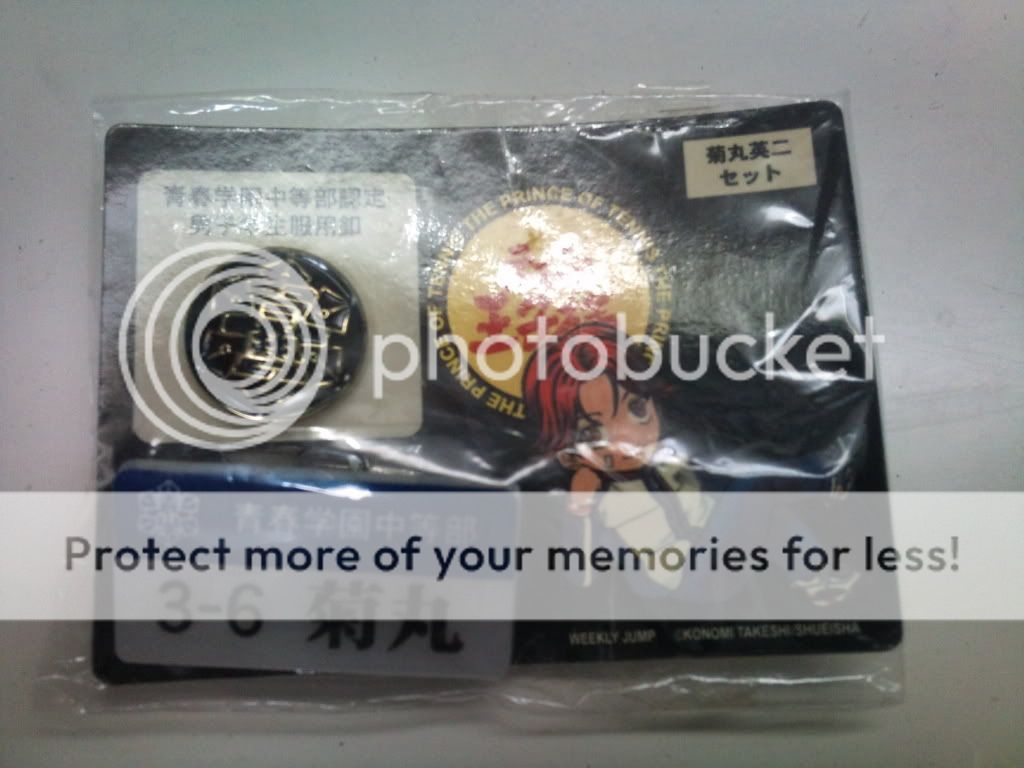 菊丸英二
セット
青春学園中等部認定
男子学生服用釦
THE PRINCE OF TENNIS THE PRINCE OF TENNIS THE PRIN
photobucket
青春学園中等部
Protect more of your memories for less!
3-6 菊丸
WEEKLY JUMP ©KONOMI TAKESHI/SHUEISHA